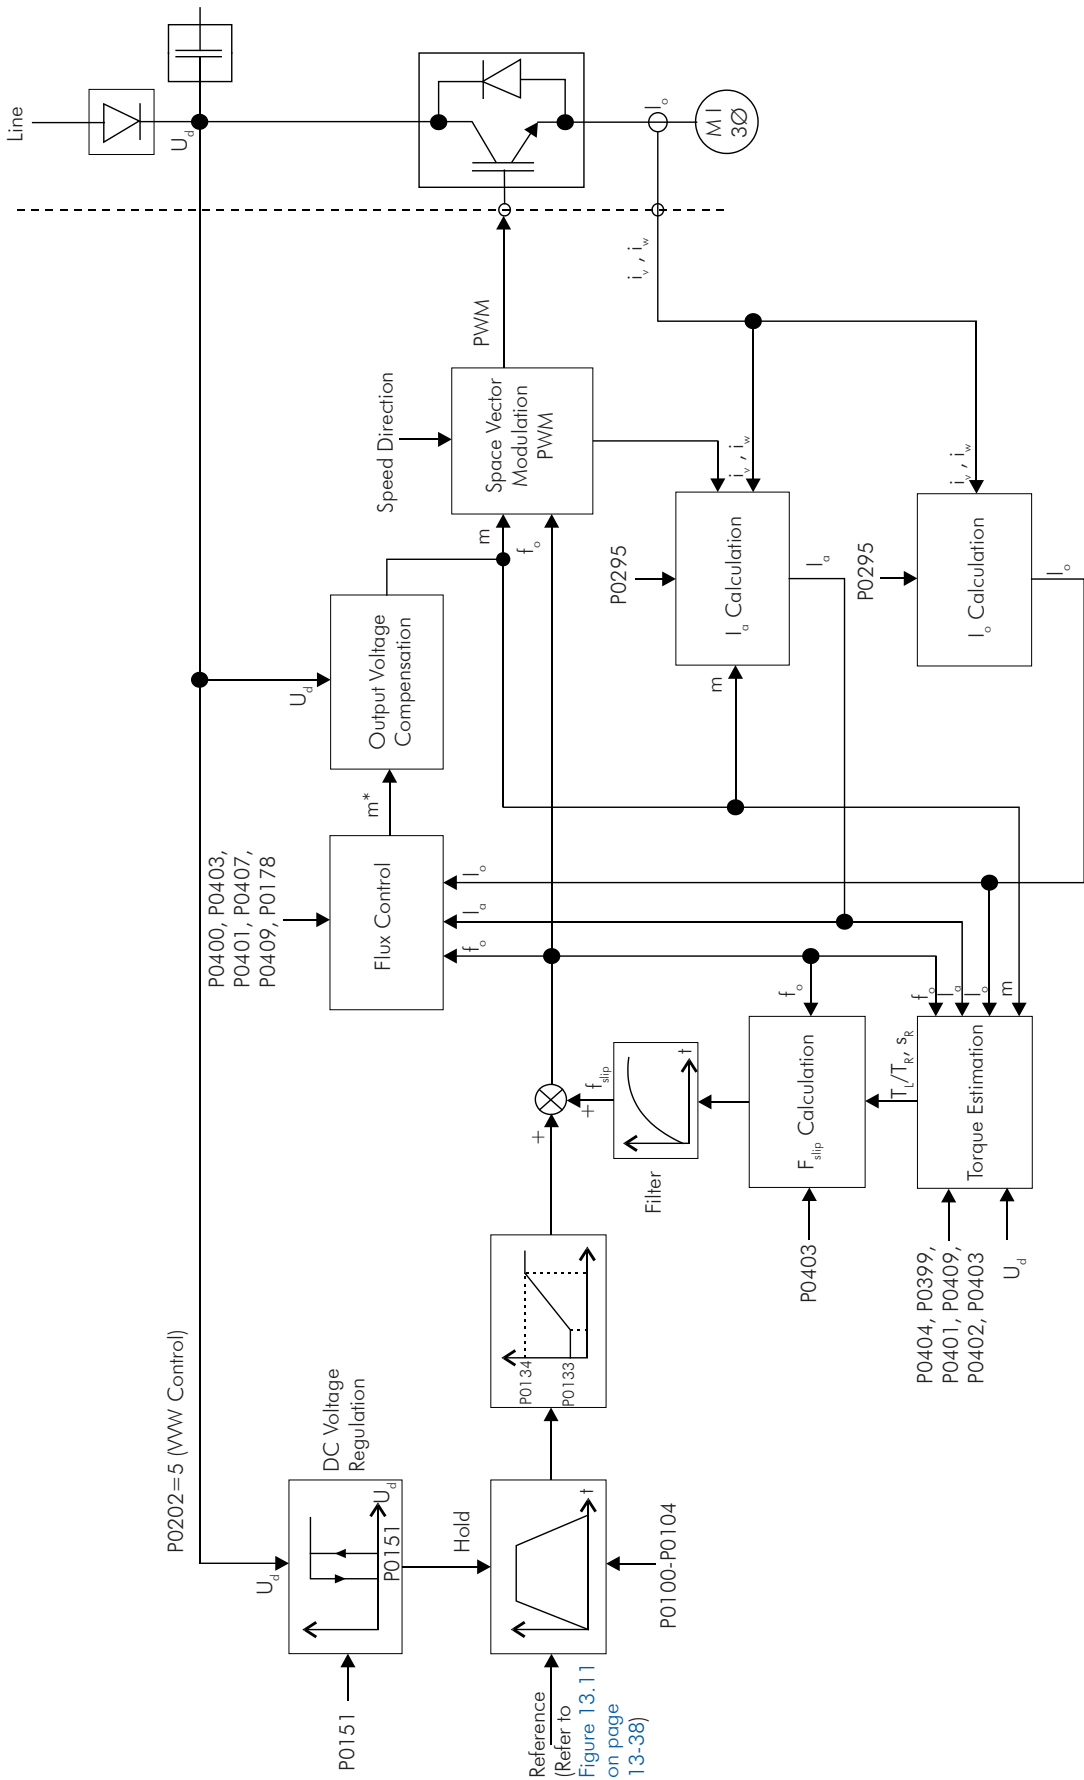 P0202=5 (VVW Control)
Line
U_d
I_o
M I
3Ø
i_v , i_w
PWM
Speed Direction
Space Vector
Modulation
PWM
m
f_o
U_d
Output Voltage
Compensation
m*
P0400, P0403,
P0401, P0407,
P0409, P0178
Flux Control
f_o
I_a
I_o
DC Voltage
Regulation
U_d
U_d
P0151
P0151
Hold
t
P0100-P0104
Reference
(Refer to
Figure 13.11
on page
13-38)
P0134
P0133
+
+
f_slip
t
Filter
F_slip Calculation
f_o
P0403
T_L/T_R, s_R
Torque Estimation
f_o
I_a
I_o
m
P0404, P0399,
P0401, P0409,
P0402, P0403
U_d
i_v , i_w
P0295
I_a Calculation
I_a
m
i_v , i_w
P0295
I_o Calculation
I_o